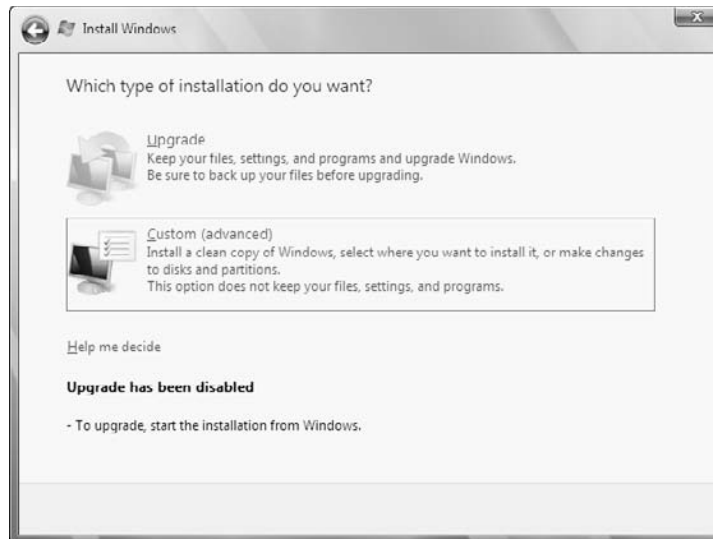 Install Windows
Which type of installation do you want?
Upgrade
Keep your files, settings, and programs and upgrade Windows.
Be sure to back up your files before upgrading.
Custom (advanced)
Install a clean copy of Windows, select where you want to install it, or make changes
to disks and partitions.
This option does not keep your files, settings, and programs.
Help me decide
Upgrade has been disabled
- To upgrade, start the installation from Windows.